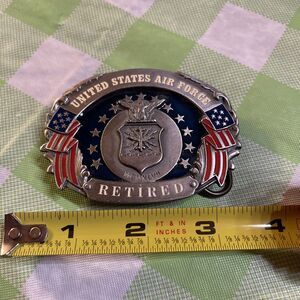 UNITED STATES AIR FORCE
RETIRED
1 2 3 4
FT & IN
INCHES